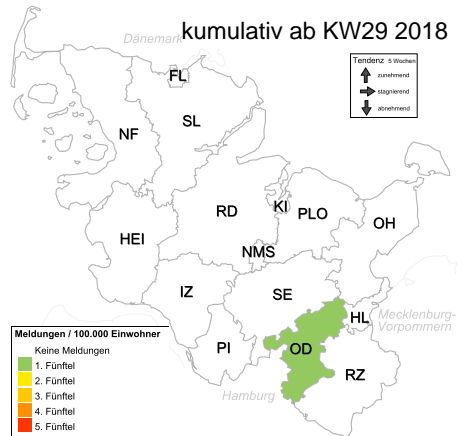 kumulativ ab KW29 2018
Dänemark
Tendenz 5 Wochen
zunehmend
stagnierend
abnehmend
FL
SL
NF
RD
KI
PLO
OH
HEI
NMS
IZ
SE
HL
Mecklenburg-
Vorpommern
PI
OD
RZ
Hamburg
Meldungen / 100.000 Einwohner
Keine Meldungen
1. Fünftel
2. Fünftel
3. Fünftel
4. Fünftel
5. Fünftel